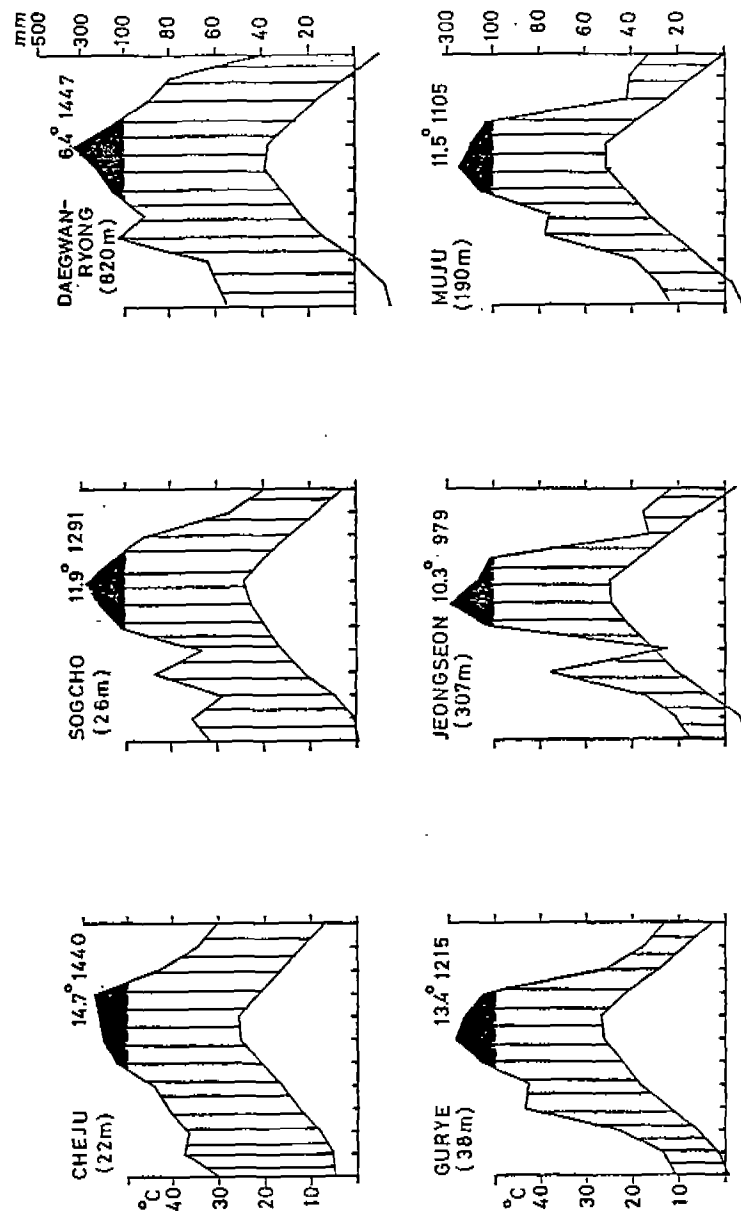 CHEJU
(22m)
14.7° 1440
°C
40
30
20
10
SOGCHO
(26m)
11.9° 1291
DAEGWAN-
RYONG
(820m)
6.4° 1447
mm
500
300
100
80
60
40
20
GURYE
(38m)
13.4° 1215
°C
40
30
20
10
JEONGSEON
(307m)
10.3° 979
MUJU
(190m)
11.5° 1105
300
100
80
60
40
20